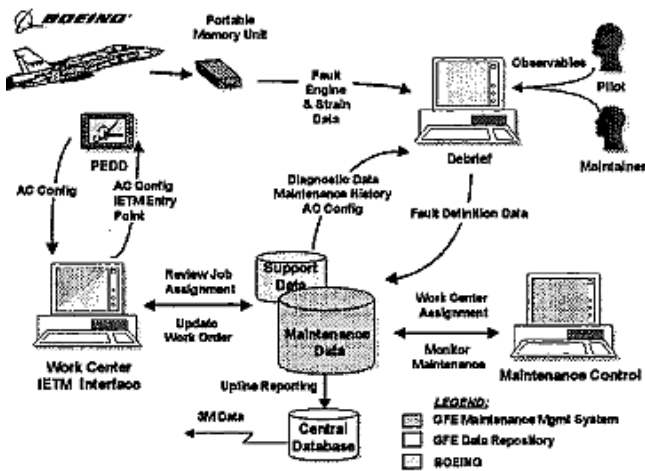 BOEING
Portable
Memory Unit
Fault
Engine
& Strain
Data
Observables
Pilot
Maintainer
Debrief
PEDD
AC Config
AC Config
IETM Entry
Point
Diagnostic Data
Maintenance History
AC Config
Fault Definition Data
Support
Data
Maintenance
Data
Review Job
Assignment
Update
Work Order
Work Center
IETM Interface
Work Center
Assignment
Monitor
Maintenance
Maintenance Control
Upline Reporting
3M Data
Central
Database
LEGEND:
GFE Maintenance Mgmt System
GFE Data Repository
BOEING